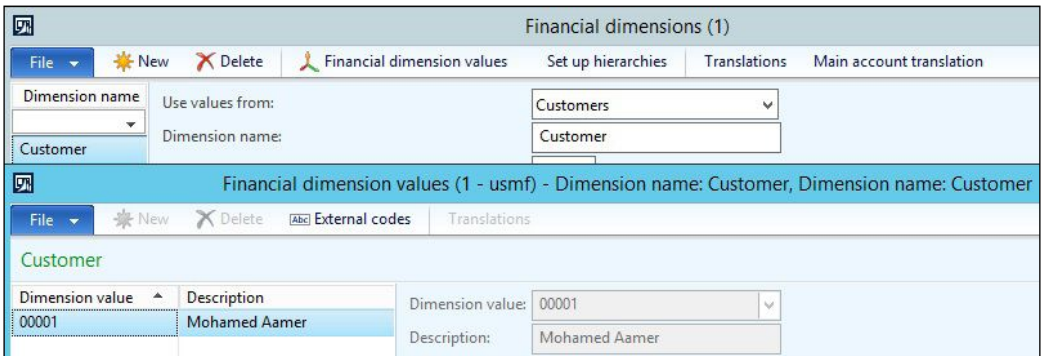 Financial dimensions (1)
File New Delete Financial dimension values Set up hierarchies Translations Main account translation
Dimension name Use values from: Customers
Dimension name: Customer
Customer
Financial dimension values (1 - usmf) - Dimension name: Customer, Dimension name: Customer
File New Delete Abc External codes Translations
Customer
Dimension value Description Dimension value: 00001
00001 Mohamed Aamer
Description: Mohamed Aamer